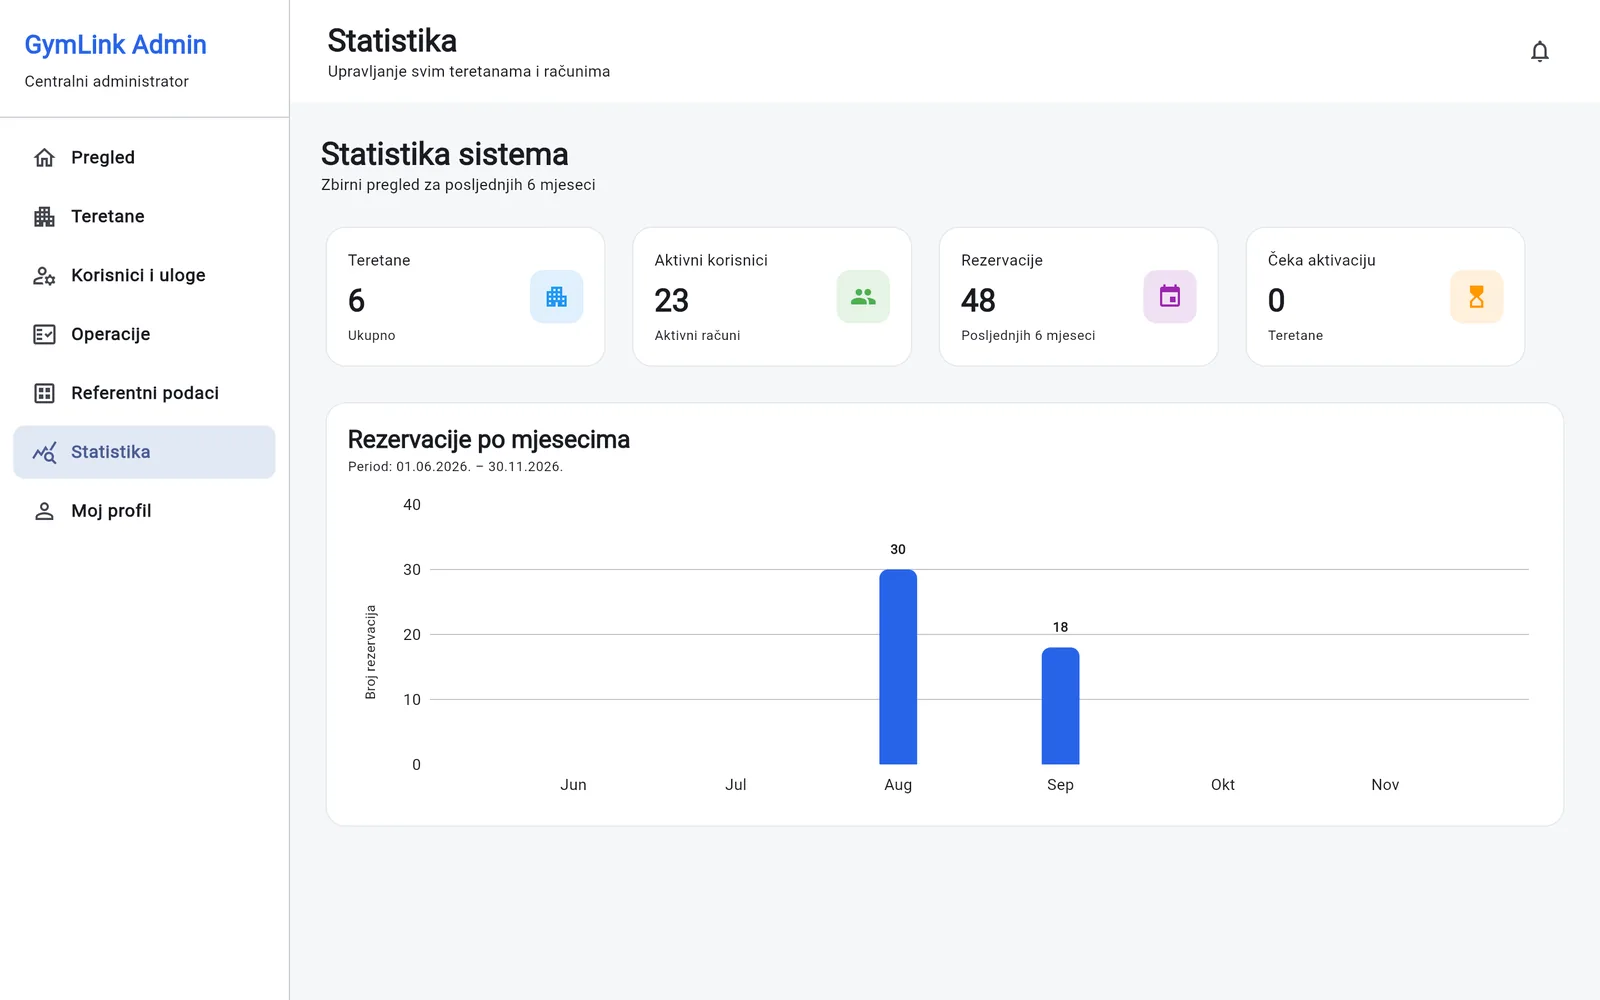 GymLink Admin
Centralni administrator
Pregled
Teretane
Korisnici i uloge
Operacije
Referentni podaci
Statistika
Moj profil
Statistika
Upravljanje svim teretanama i računima
Statistika sistema
Zbirni pregled za posljednjih 6 mjeseci
Teretane
6
Ukupno
Aktivni korisnici
23
Aktivni računi
Rezervacije
48
Posljednjih 6 mjeseci
Čeka aktivaciju
0
Teretane
Rezervacije po mjesecima
Period: 01.06.2026. – 30.11.2026.
Broj rezervacija
40
30
20
10
0
30
18
Jun
Jul
Aug
Sep
Okt
Nov